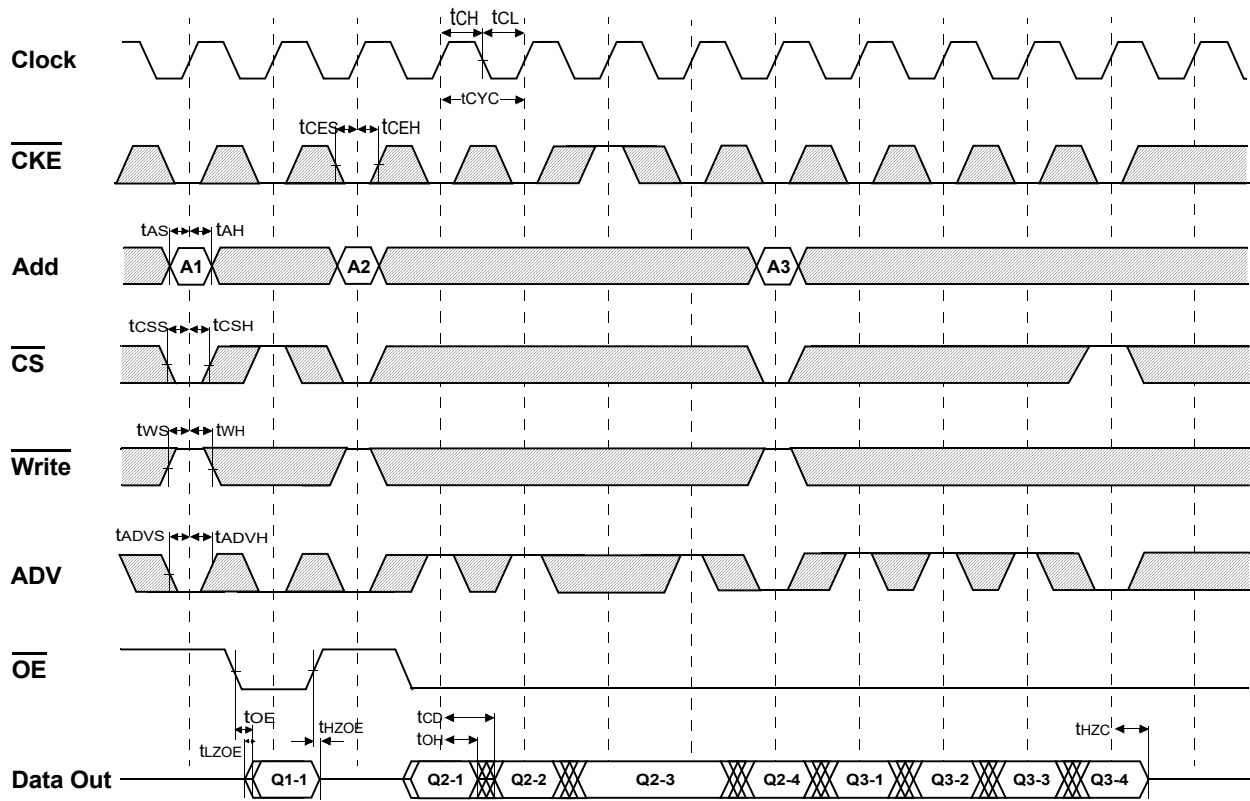 tCH tCL
Clock
tCYC
tCES tCEH
CKE
tAS tAH
Add A1 A2 A3
tCSS tCSH
CS
tWS tWH
Write
tADVS tADVH
ADV
OE
tOE tHZOE tCD tHZC
tLZOE tOH
Data Out Q1-1 Q2-1 Q2-2 Q2-3 Q2-4 Q3-1 Q3-2 Q3-3 Q3-4